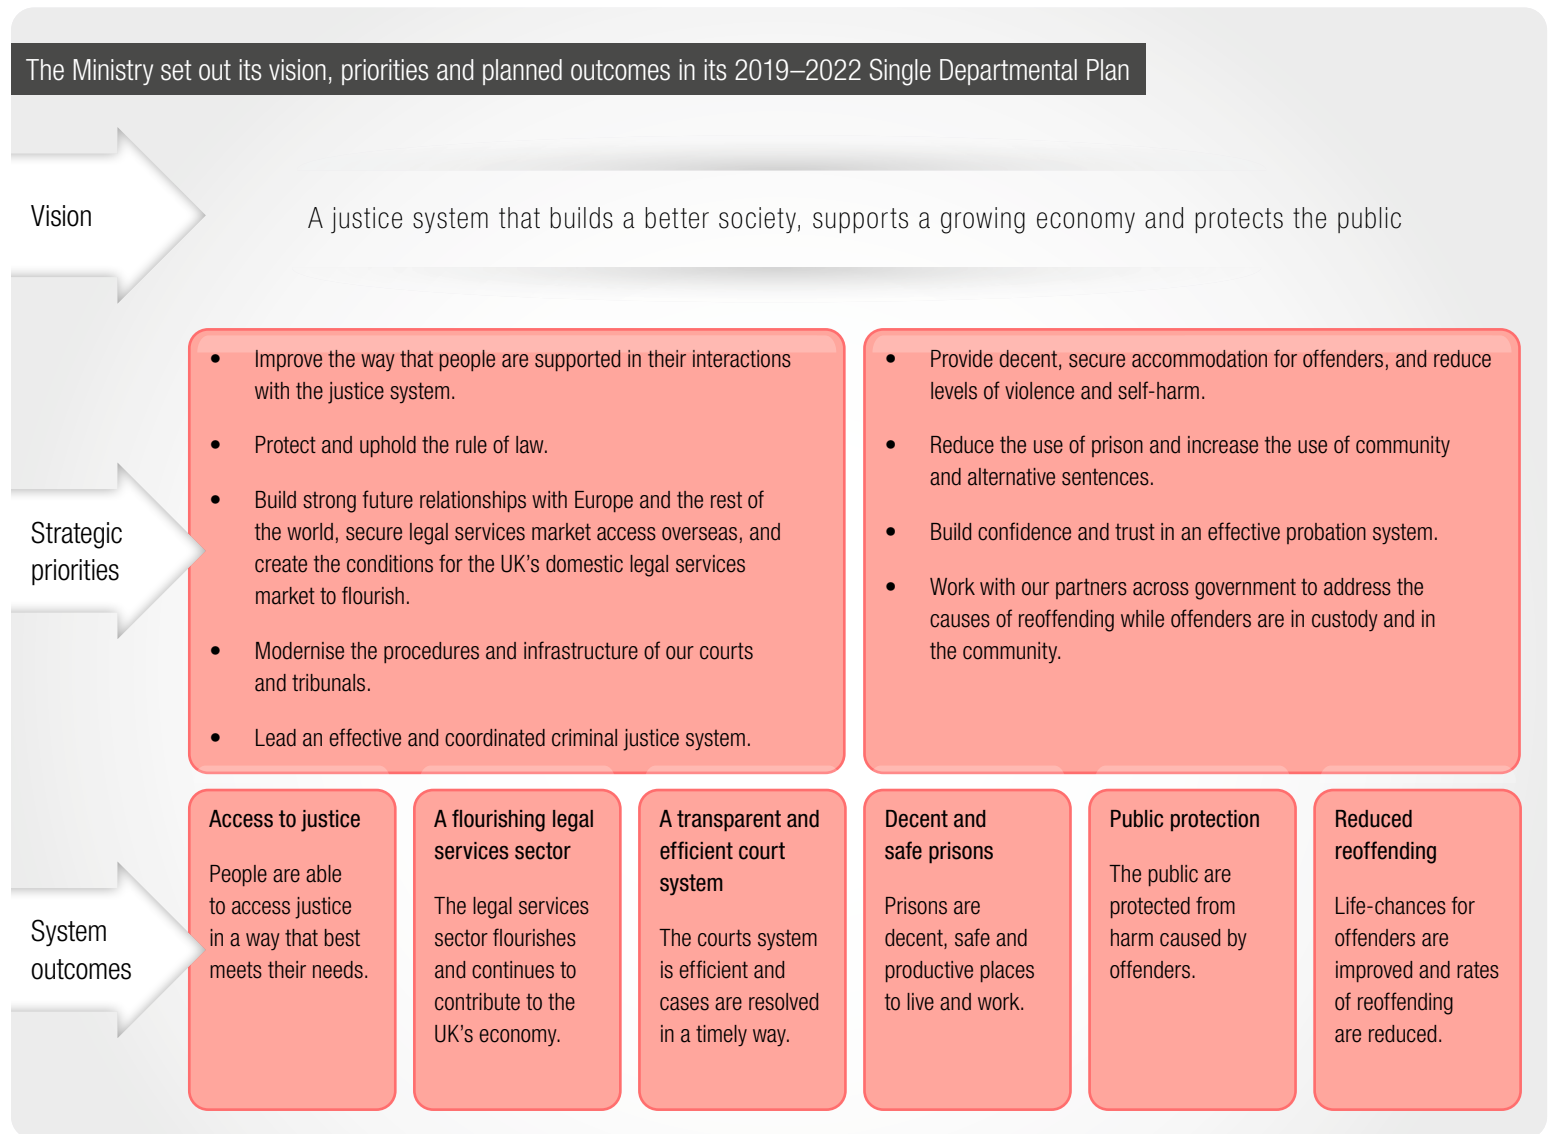 The Ministry set out its vision, priorities and planned outcomes in its 2019–2022 Single Departmental Plan
Vision
A justice system that builds a better society, supports a growing economy and protects the public
Strategic
priorities
• Improve the way that people are supported in their interactions
with the justice system.
• Protect and uphold the rule of law.
• Build strong future relationships with Europe and the rest of
the world, secure legal services market access overseas, and
create the conditions for the UK’s domestic legal services
market to flourish.
• Modernise the procedures and infrastructure of our courts
and tribunals.
• Lead an effective and coordinated criminal justice system.
• Provide decent, secure accommodation for offenders, and reduce
levels of violence and self-harm.
• Reduce the use of prison and increase the use of community
and alternative sentences.
• Build confidence and trust in an effective probation system.
• Work with our partners across government to address the
causes of reoffending while offenders are in custody and in
the community.
System
outcomes
Access to justice
People are able
to access justice
in a way that best
meets their needs.
A flourishing legal
services sector
The legal services
sector flourishes
and continues to
contribute to the
UK’s economy.
A transparent and
efficient court
system
The courts system
is efficient and
cases are resolved
in a timely way.
Decent and
safe prisons
Prisons are
decent, safe and
productive places
to live and work.
Public protection
The public are
protected from
harm caused by
offenders.
Reduced
reoffending
Life-chances for
offenders are
improved and rates
of reoffending
are reduced.